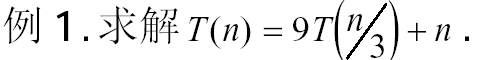 例 1 . 求解 T(n) = 9T(n/3) + n .